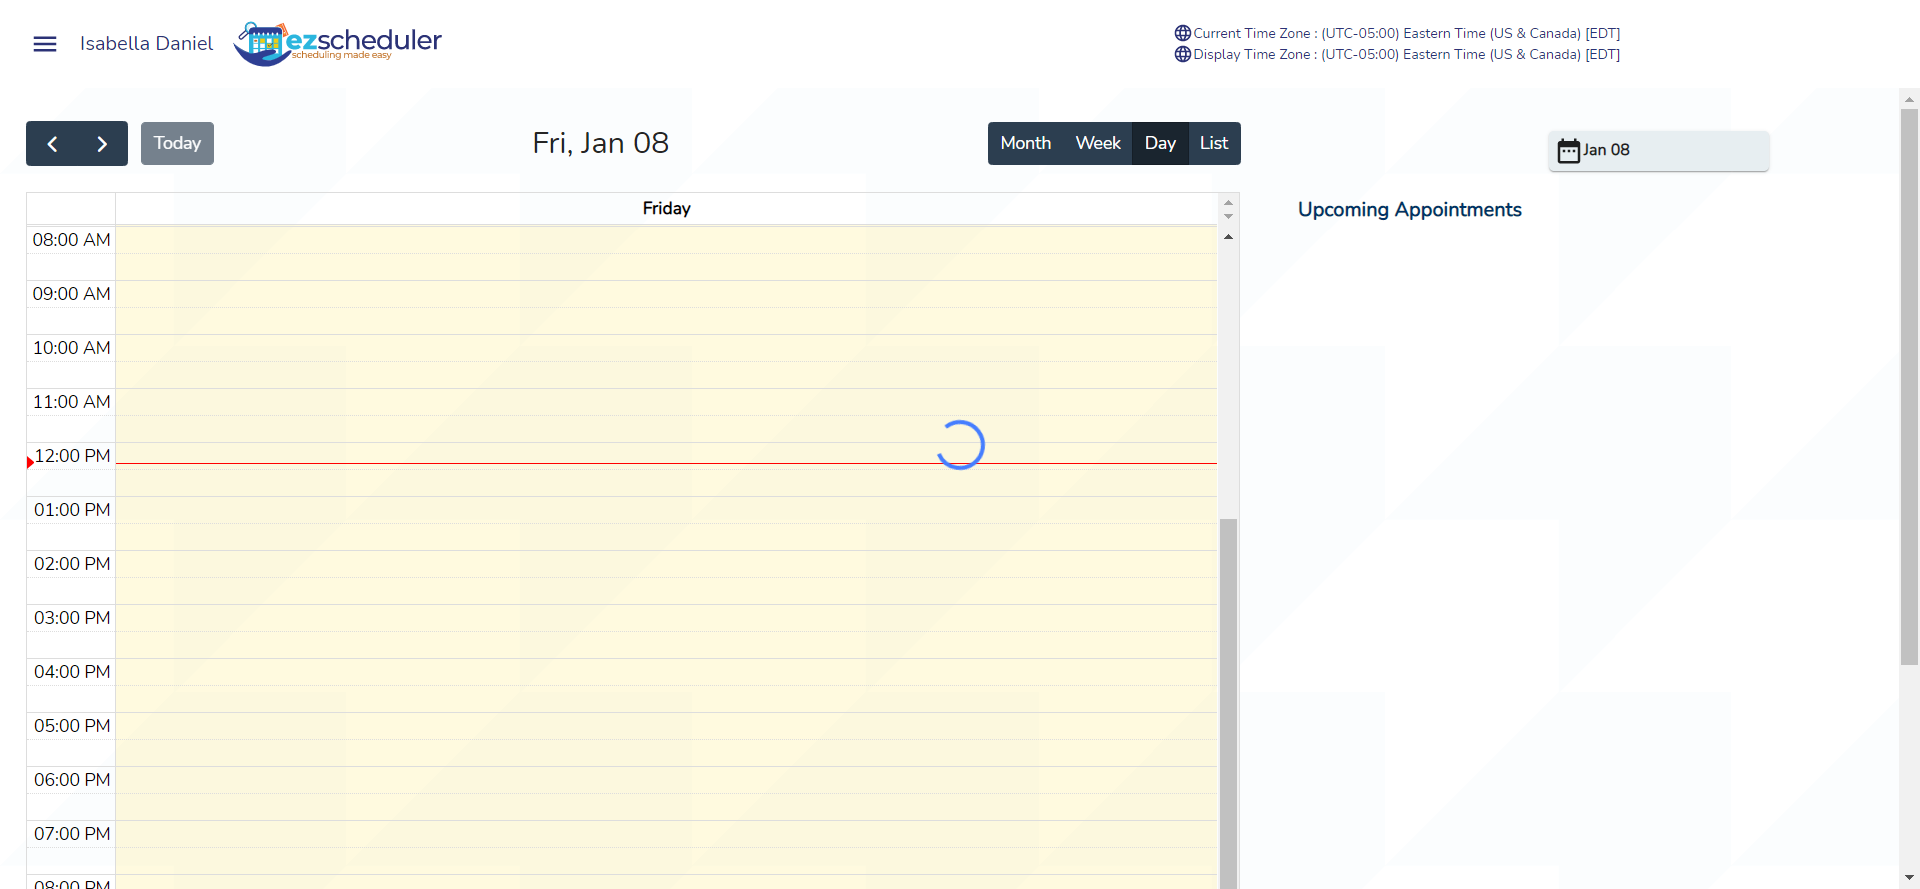 Isabella Daniel
ezscheduler
scheduling made easy
Current Time Zone : (UTC-05:00) Eastern Time (US & Canada) [EDT]
Display Time Zone : (UTC-05:00) Eastern Time (US & Canada) [EDT]
Today
Fri, Jan 08
Month Week Day List
Jan 08
Friday
Upcoming Appointments
08:00 AM
09:00 AM
10:00 AM
11:00 AM
12:00 PM
01:00 PM
02:00 PM
03:00 PM
04:00 PM
05:00 PM
06:00 PM
07:00 PM
08:00 PM